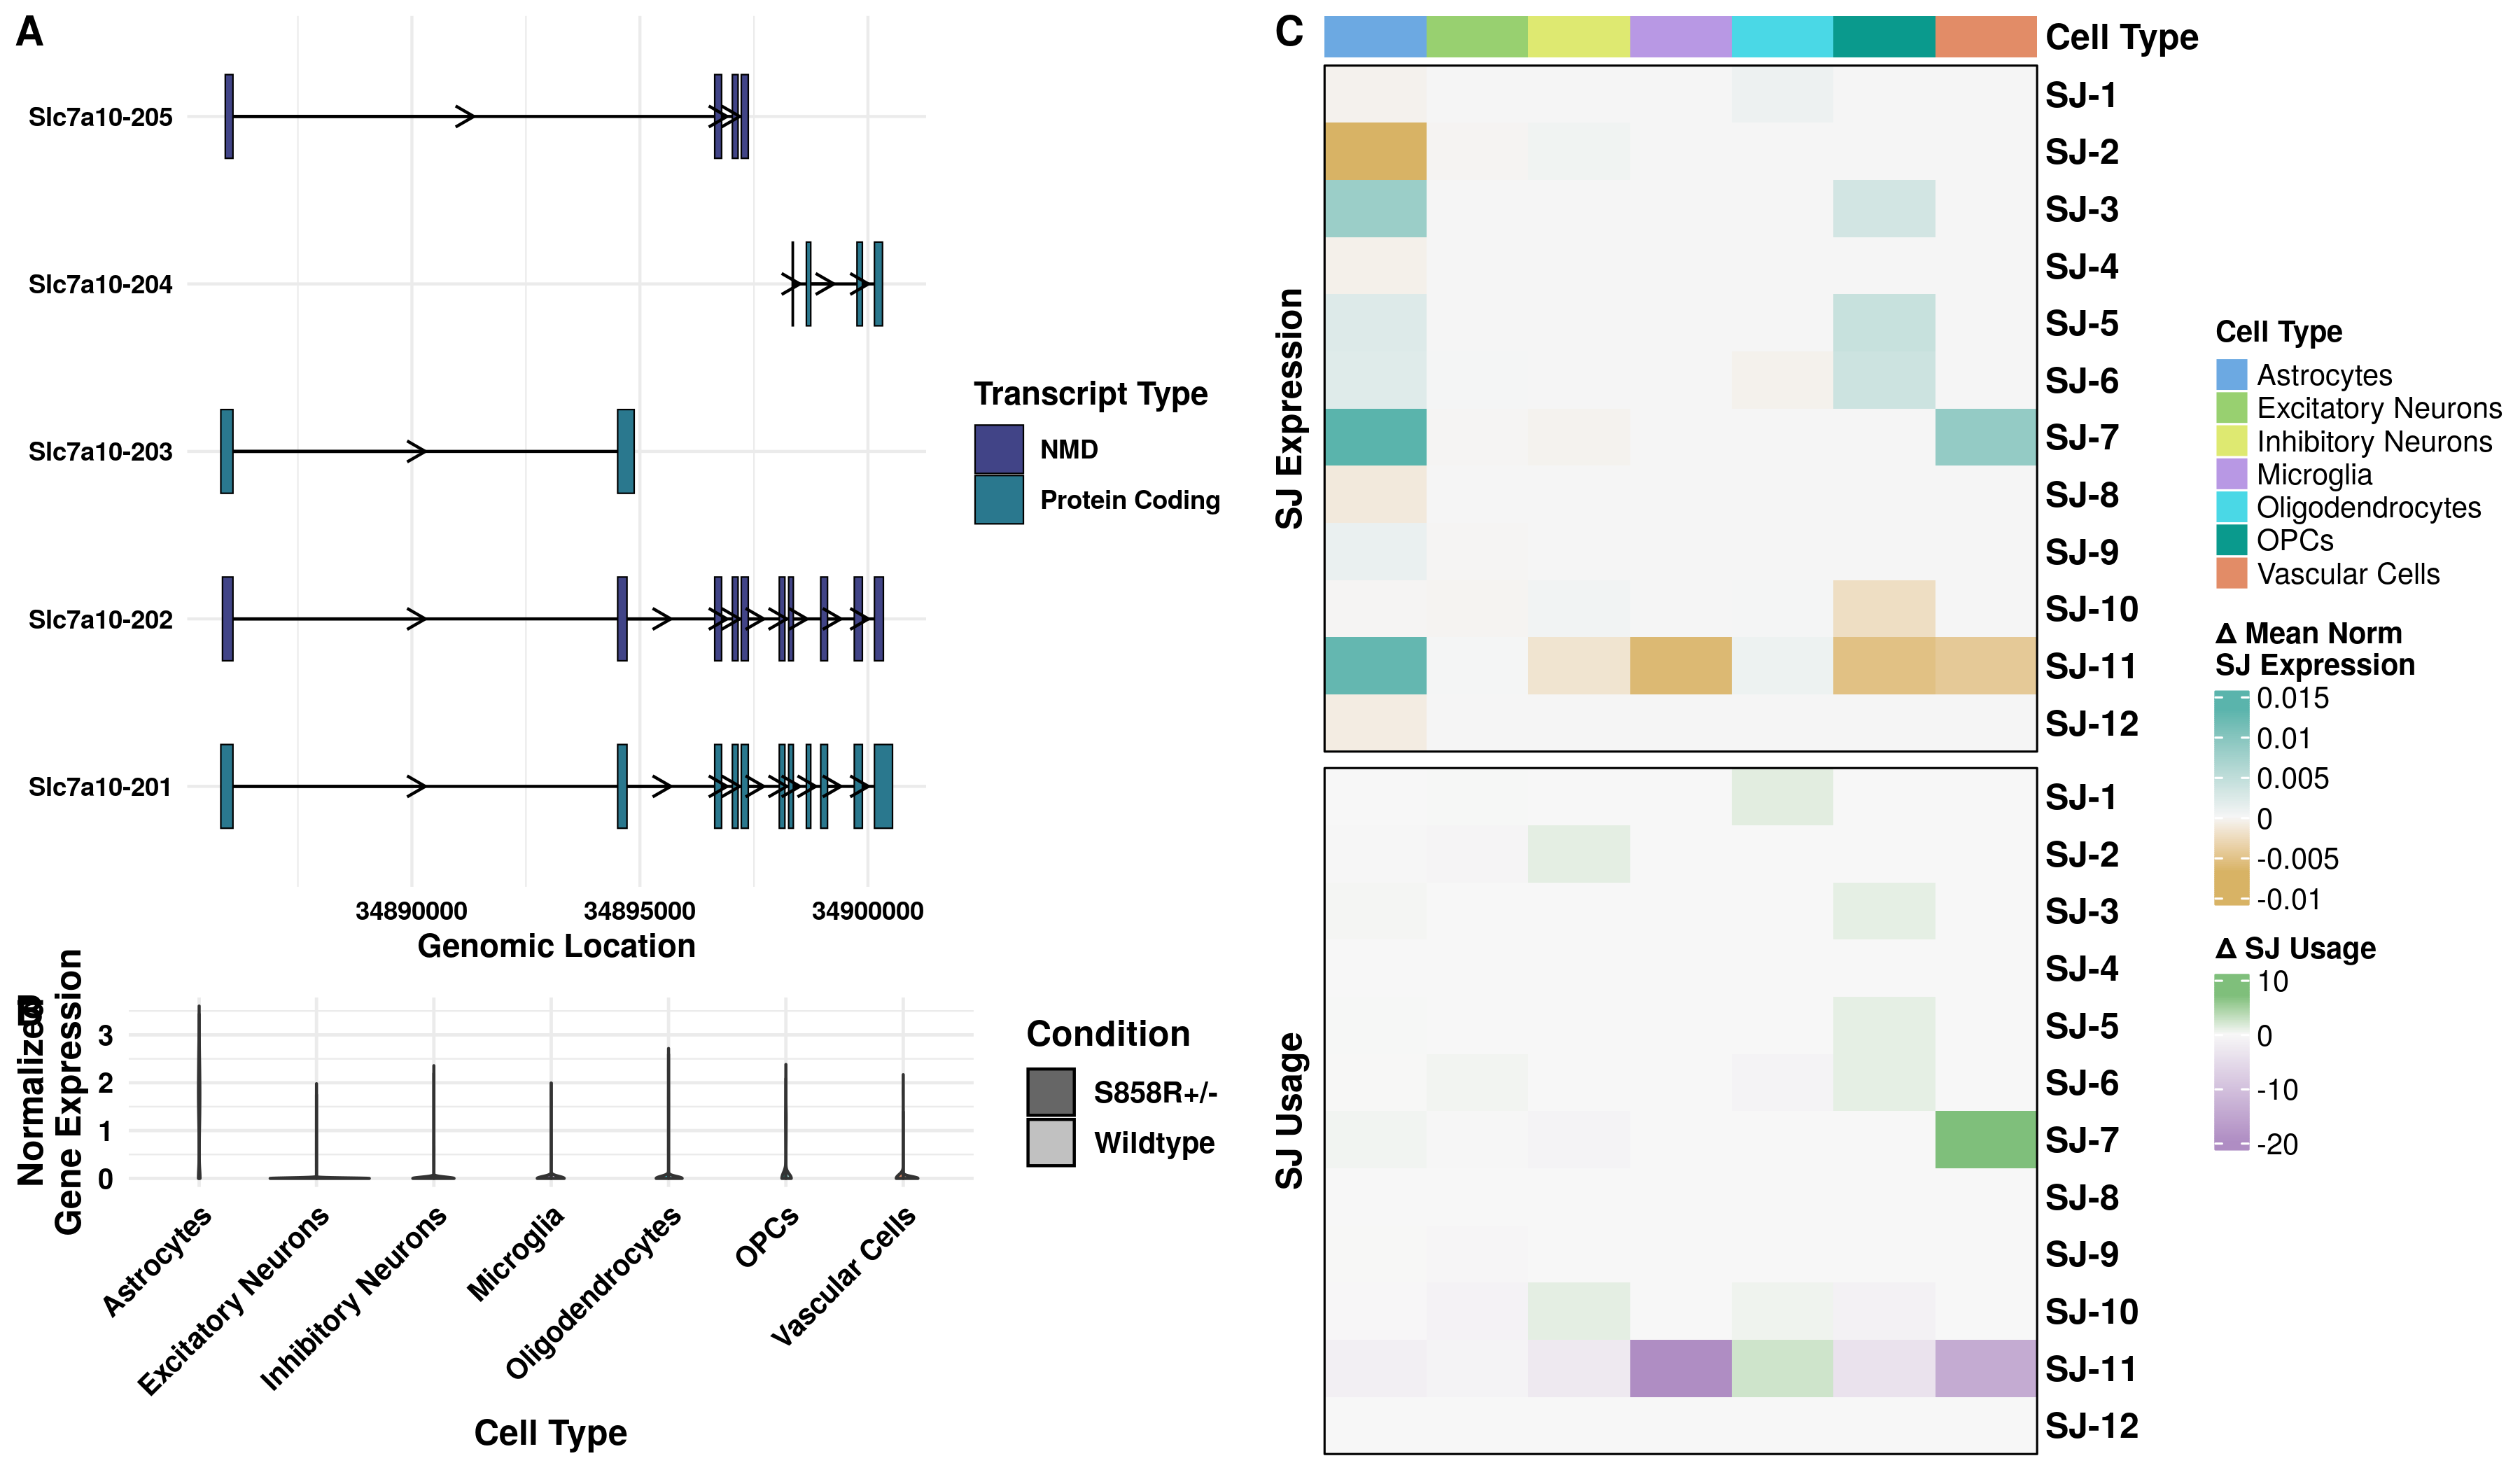 A
Slc7a10-205
Slc7a10-204
Slc7a10-203
Slc7a10-202
Slc7a10-201
34890000 34895000 34900000
Genomic Location
Transcript Type
NMD
Protein Coding
Normalized
Gene Expression
3
2
1
0
Astrocytes
Excitatory Neurons
Inhibitory Neurons
Microglia
Oligodendrocytes
OPCs
Vascular Cells
Cell Type
Condition
S858R+/-
Wildtype
C
Cell Type
SJ Expression
SJ-1
SJ-2
SJ-3
SJ-4
SJ-5
SJ-6
SJ-7
SJ-8
SJ-9
SJ-10
SJ-11
SJ-12
SJ Usage
SJ-1
SJ-2
SJ-3
SJ-4
SJ-5
SJ-6
SJ-7
SJ-8
SJ-9
SJ-10
SJ-11
SJ-12
Cell Type
Astrocytes
Excitatory Neurons
Inhibitory Neurons
Microglia
Oligodendrocytes
OPCs
Vascular Cells
Δ Mean Norm
SJ Expression
0.015
0.01
0.005
0
-0.005
-0.01
Δ SJ Usage
10
0
-10
-20